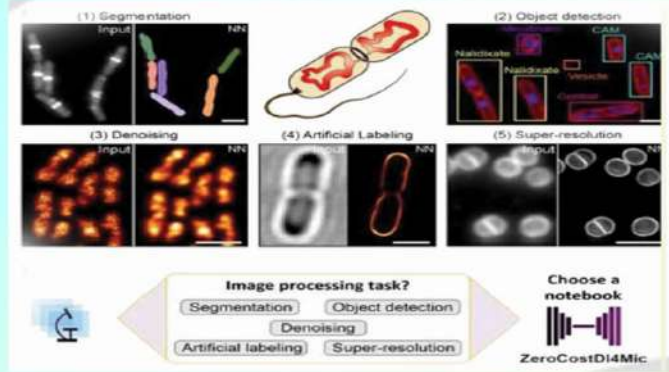 (1) Segmentation
Input NN
(2) Object detection
CAM
Nalidixate
Nalidixate
Vesicle
CAM
Control
(3) Denoising
Input NN
(4) Artificial Labeling
Input NN
(5) Super-resolution
Input NN
Image processing task?
Segmentation Object detection
Denoising
Artificial labeling Super-resolution
Choose a
notebook
ZeroCostDl4Mic